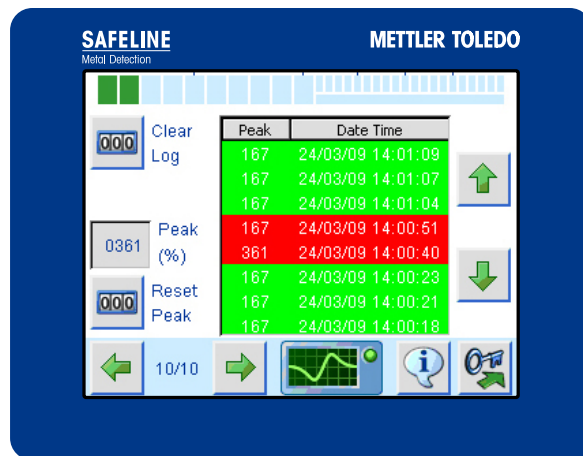 SAFELINE
Metal Detection
METTLER TOLEDO
000
Clear
Log
0361
Peak
(%)
000
Reset
Peak
Peak Date Time
167 24/03/09 14:01:09
167 24/03/09 14:01:07
167 24/03/09 14:01:04
167 24/03/09 14:00:51
361 24/03/09 14:00:40
167 24/03/09 14:00:23
167 24/03/09 14:00:21
167 24/03/09 14:00:18
10/10
i